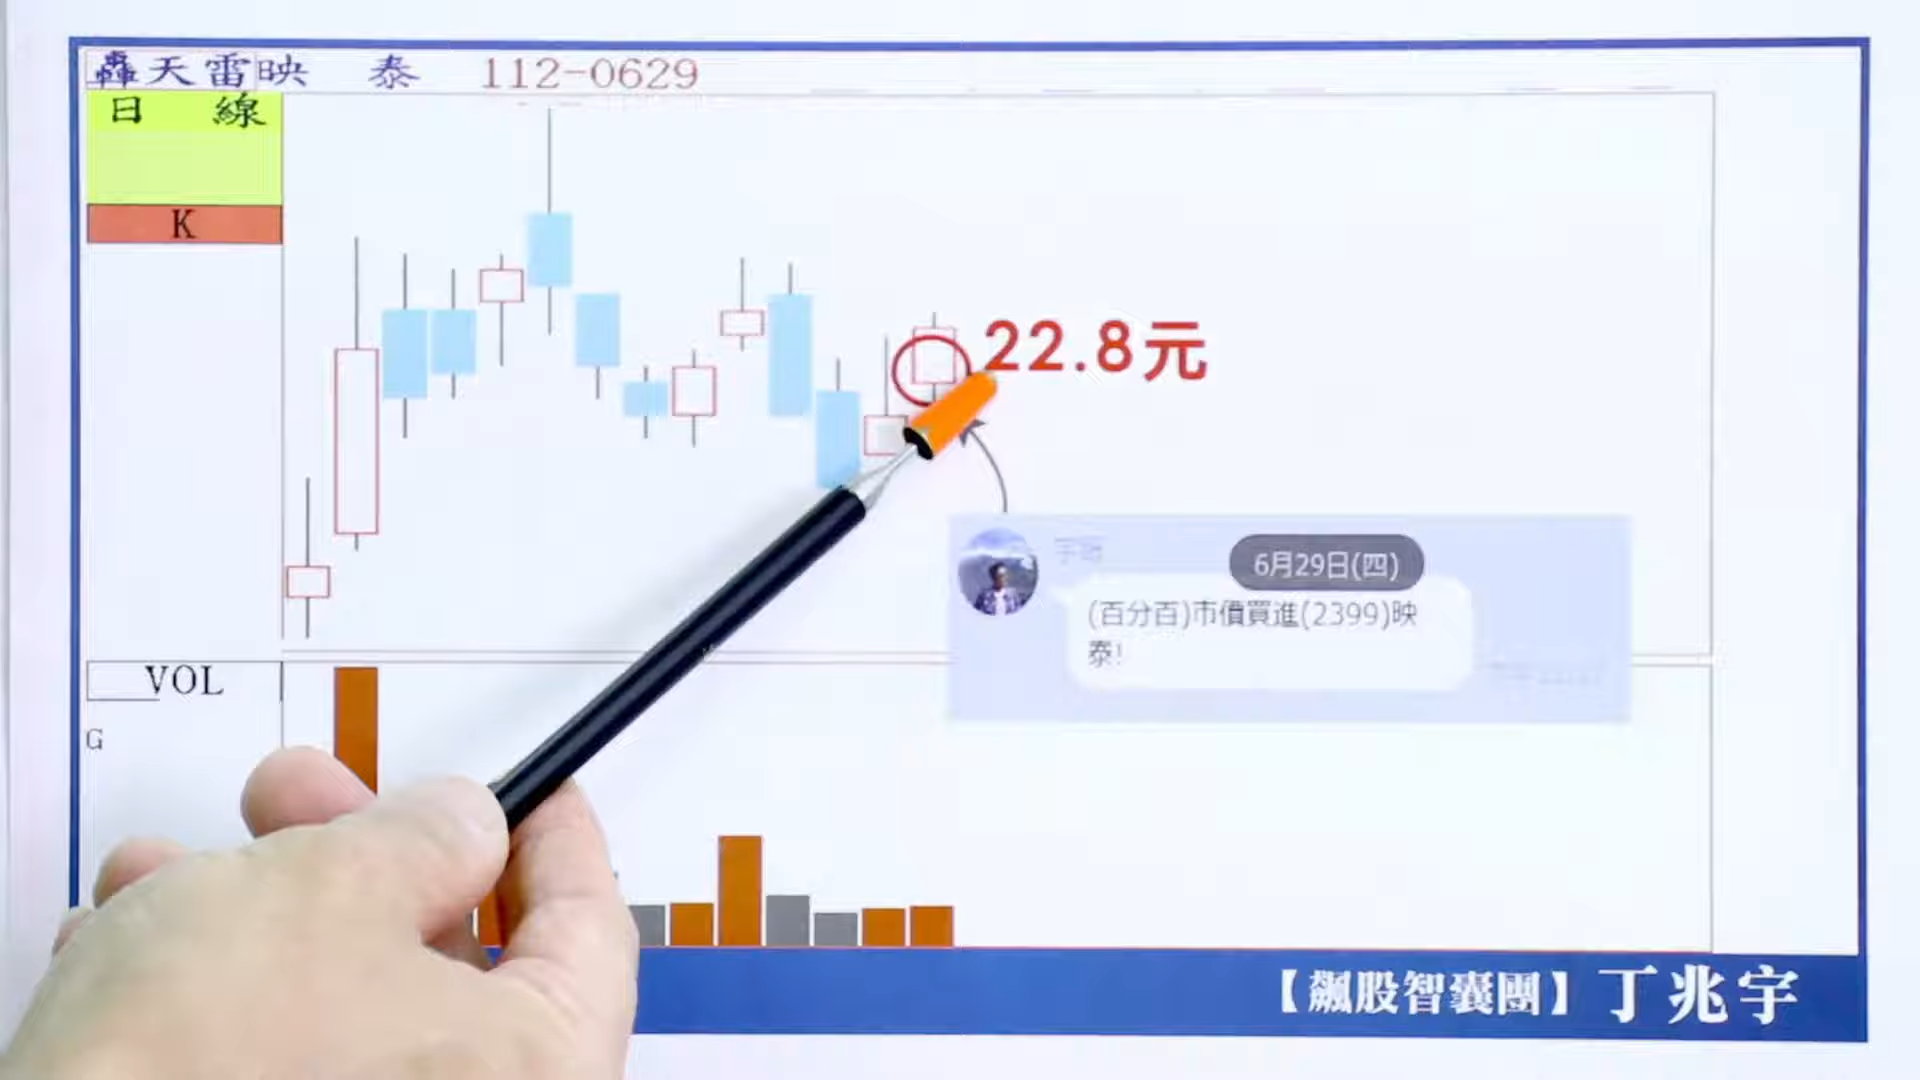 轟天雷映 泰 112-0629
日 線
K
22.8元
6月29日(四)
(百分百)市價買進(2399)映
泰!
VOL
G
【飆股智囊團】丁兆宇